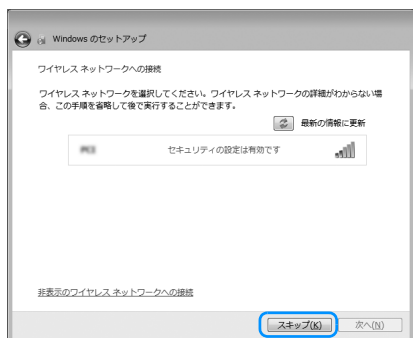 Windows のセットアップ
ワイヤレス ネットワークへの接続
ワイヤレス ネットワークを選択してください。ワイヤレス ネットワークの詳細がわからない場
合、この手順を省略して後で実行することができます。
最新の情報に更新
セキュリティの設定は有効です
非表示のワイヤレス ネットワークへの接続
スキップ(K) 次へ(N)